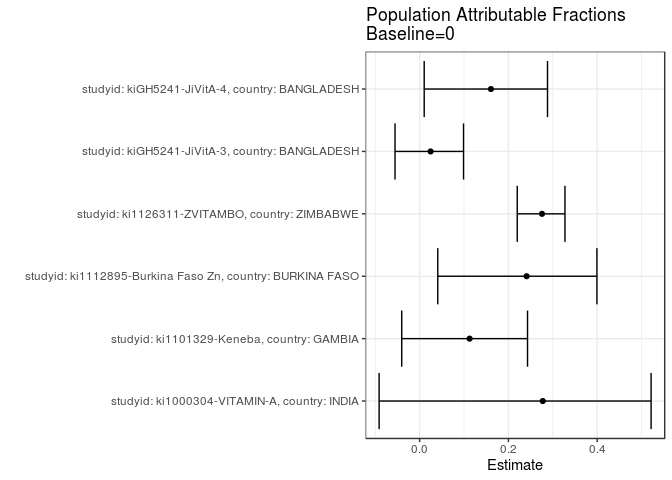 Population Attributable Fractions
Baseline=0
studyid: kiGH5241-JiVitA-4, country: BANGLADESH
studyid: kiGH5241-JiVitA-3, country: BANGLADESH
studyid: ki1126311-ZVITAMBO, country: ZIMBABWE
studyid: ki1112895-Burkina Faso Zn, country: BURKINA FASO
studyid: ki1101329-Keneba, country: GAMBIA
studyid: ki1000304-VITAMIN-A, country: INDIA
0.0 0.2 0.4
Estimate